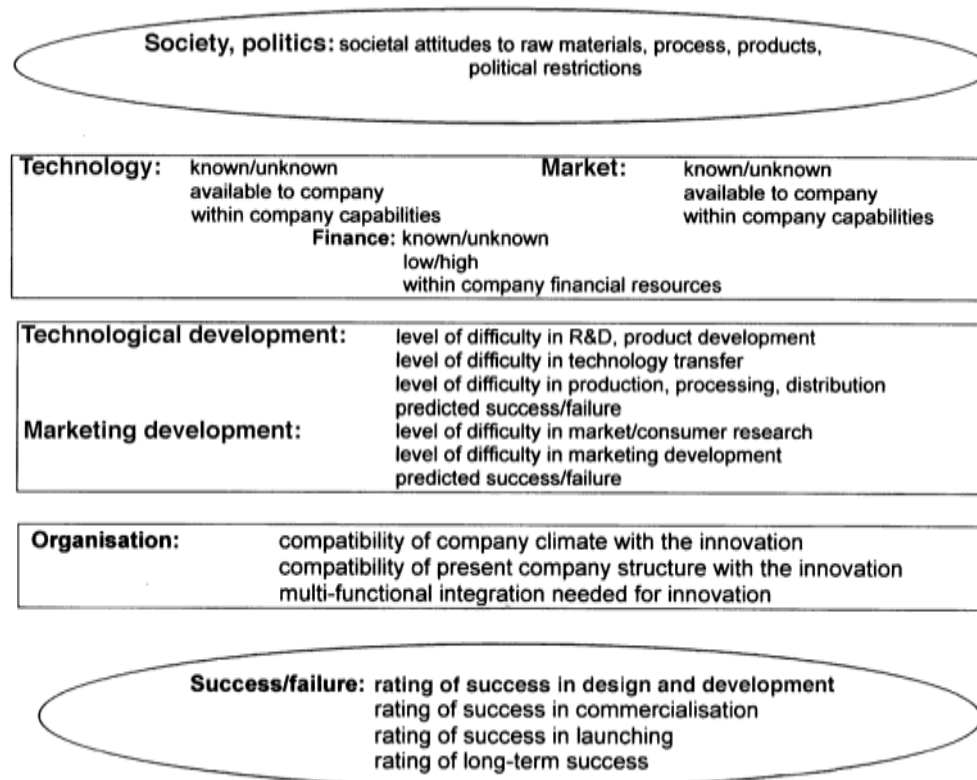 Society, politics: societal attitudes to raw materials, process, products,
political restrictions
Technology: known/unknown
available to company
within company capabilities
Market: known/unknown
available to company
within company capabilities
Finance: known/unknown
low/high
within company financial resources
Technological development: level of difficulty in R&D, product development
level of difficulty in technology transfer
level of difficulty in production, processing, distribution
predicted success/failure
Marketing development: level of difficulty in market/consumer research
level of difficulty in marketing development
predicted success/failure
Organisation: compatibility of company climate with the innovation
compatibility of present company structure with the innovation
multi-functional integration needed for innovation
Success/failure: rating of success in design and development
rating of success in commercialisation
rating of success in launching
rating of long-term success